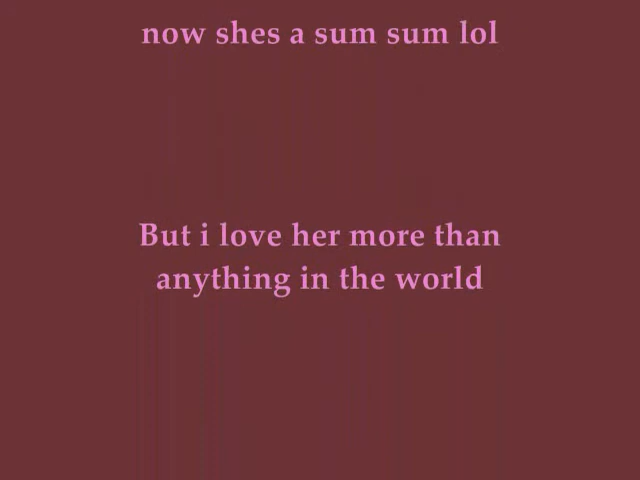 now shes a sum sum lol
But i love her more than
anything in the world